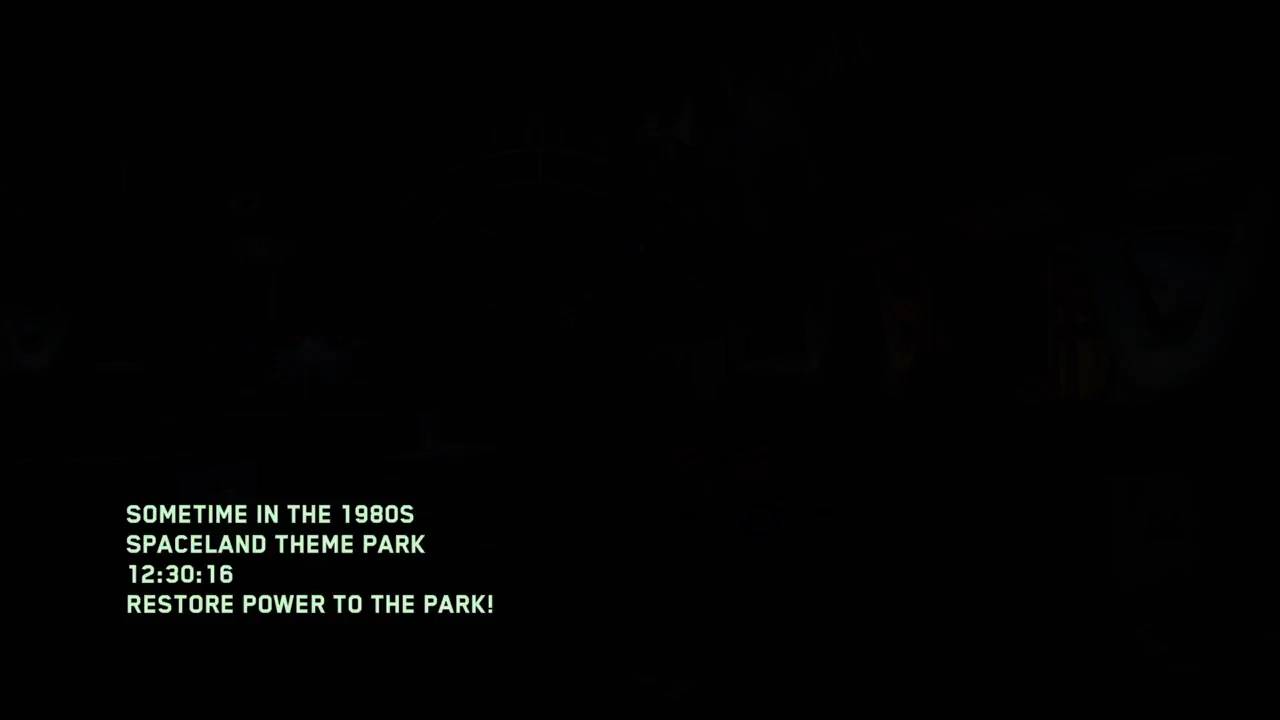 SOMETIME IN THE 1980S
SPACELAND THEME PARK
12:30:16
RESTORE POWER TO THE PARK!